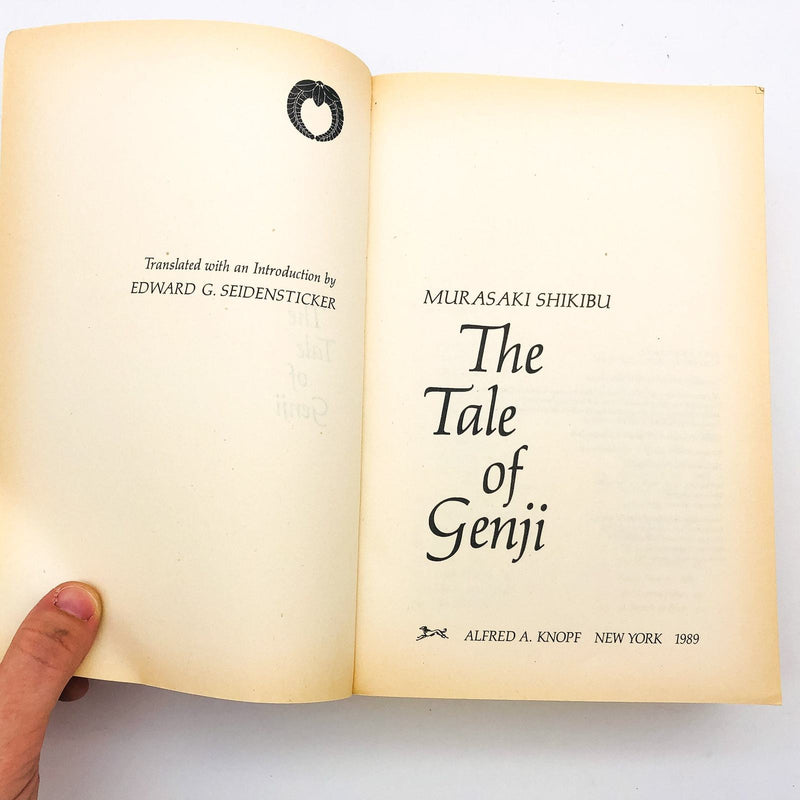 Translated with an Introduction by
EDWARD G. SEIDENSTICKER
MURASAKI SHIKIBU
The
Tale
of
Genji
ALFRED A. KNOPF NEW YORK 1989